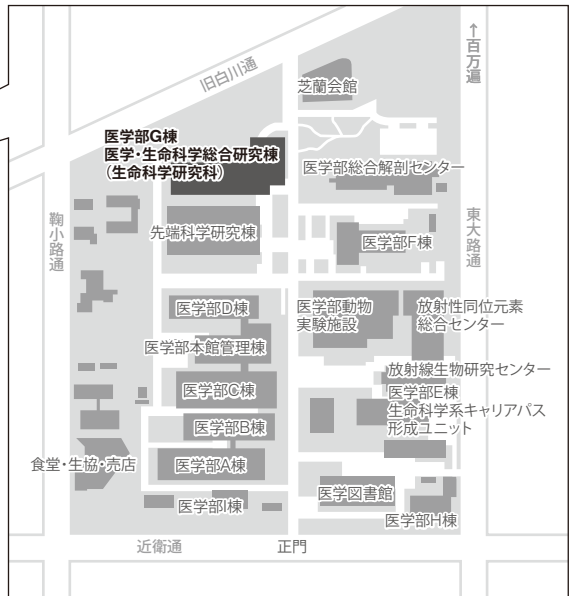 ↑百万遍
旧白川通
芝蘭会館
医学部G棟
医学・生命科学総合研究棟
(生命科学研究科)
医学部総合解剖センター
鞠小路通
先端科学研究棟
医学部F棟
東大路通
医学部D棟
医学部動物
実験施設
放射性同位元素
総合センター
医学部本館管理棟
放射線生物研究センター
医学部C棟
医学部E棟
生命科学系キャリアパス
形成ユニット
医学部B棟
食堂・生協・売店
医学部A棟
医学部I棟
医学図書館
医学部H棟
近衛通
正門